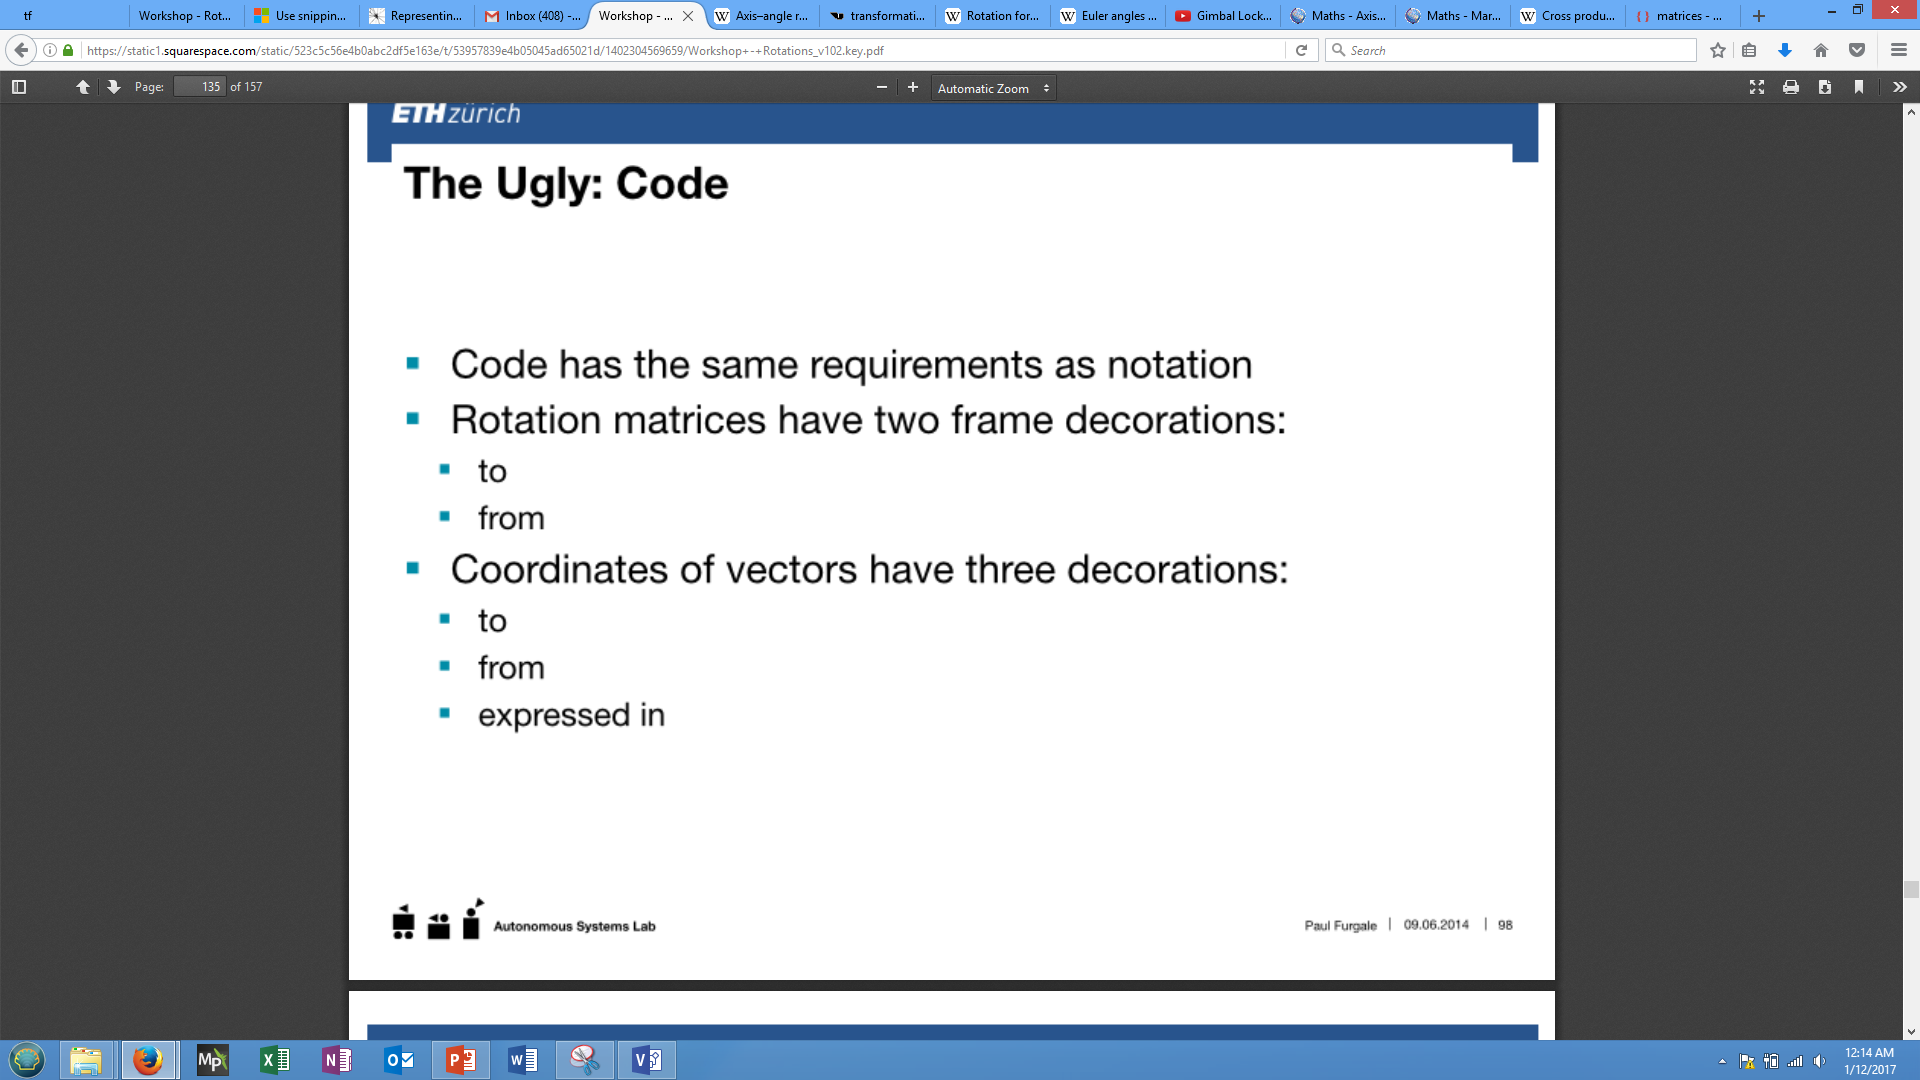 tf
Workshop - Rot...
Use snippin...
Representin...
Inbox (408) -...
Workshop - ...
Axis–angle r...
transformati...
Rotation for...
Euler angles ...
Gimbal Lock...
Maths - Axis...
Maths - Mar...
Cross produ...
matrices - ...
https://static1.squarespace.com/static/523c5c56e4b0abc2df5e163e/t/53957839e4b05045ad65021d/1402304569659/Workshop+-+Rotations_v102.key.pdf
Search
Page: 135 of 157
Automatic Zoom
ETH zürich
The Ugly: Code
Code has the same requirements as notation
Rotation matrices have two frame decorations:
to
from
Coordinates of vectors have three decorations:
to
from
expressed in
Autonomous Systems Lab
Paul Furgale | 09.06.2014 | 98
12:14 AM
1/12/2017